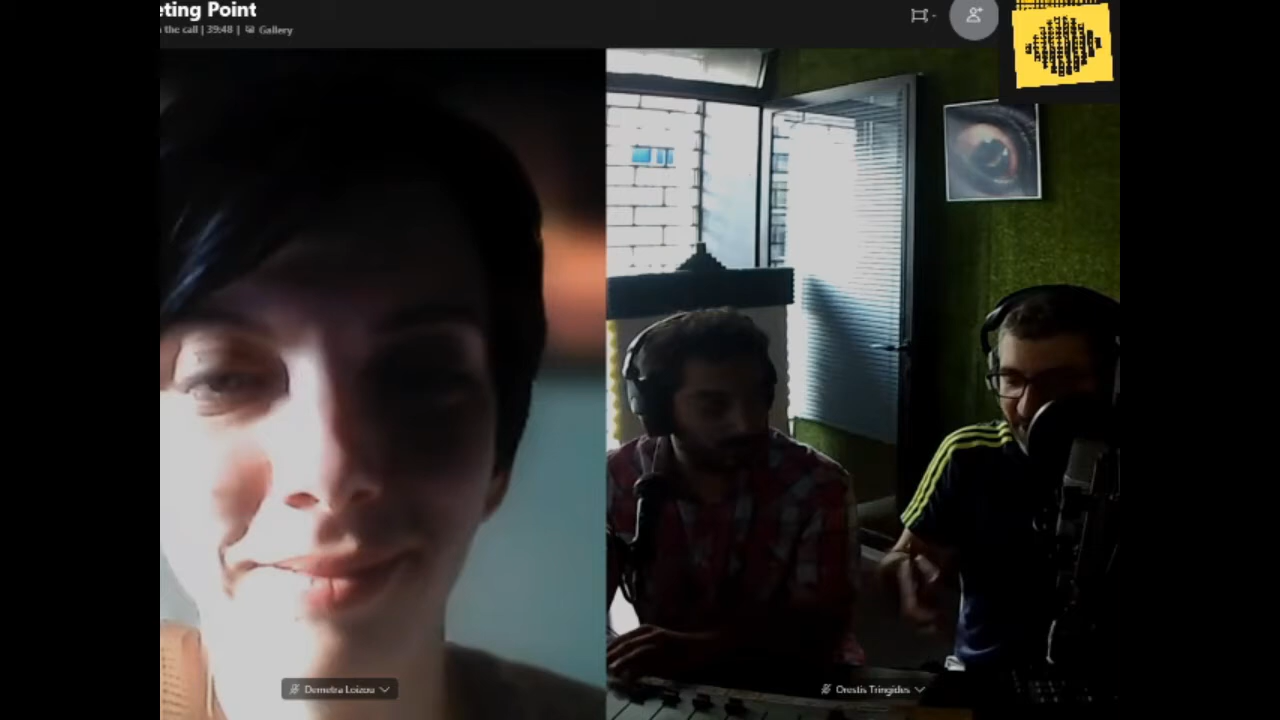 eting Point
the call | 39:48 | Gallery
Demetra Loizou
Orestis Tringides